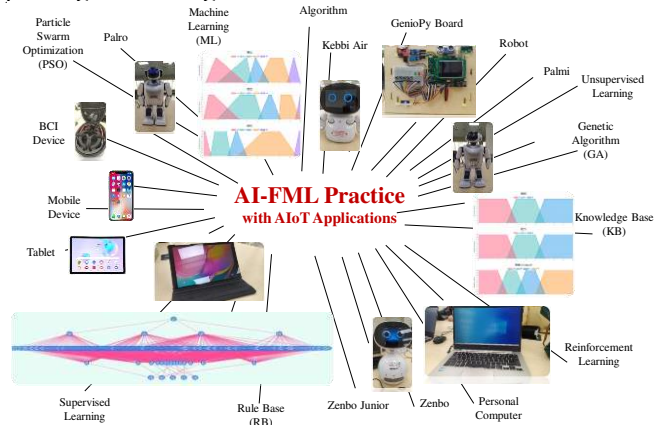 Particle
Swarm
Optimization
(PSO)
Palro
Machine
Learning
(ML)
Algorithm
Kebbi Air
GenioPy Board
Robot
Palmi
Unsupervised
Learning
BCI
Device
Genetic
Algorithm
(GA)
Mobile
Device
AI-FML Practice
with AIoT Applications
Knowledge Base
(KB)
Tablet
Reinforcement
Learning
Supervised
Learning
Rule Base
(RB)
Zenbo Junior
Zenbo
Personal
Computer